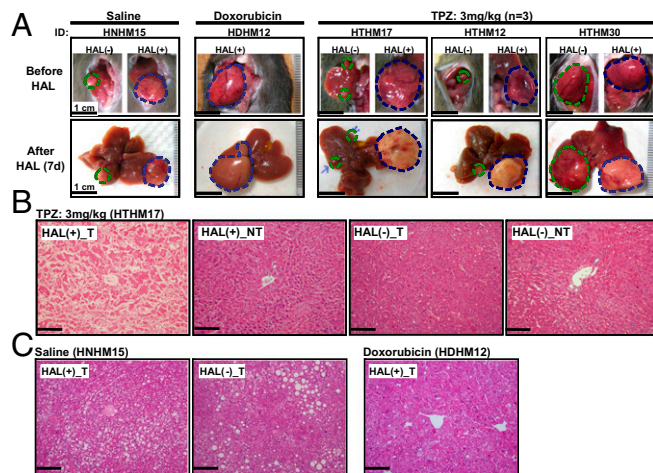 A
Saline
Doxorubicin
TPZ: 3mg/kg (n=3)
ID:
HNHM15
HDHM12
HTHM17
HTHM12
HTHM30
HAL(-) HAL(+)
HAL(+)
HAL(-) HAL(+)
HAL(-) HAL(+)
HAL(-) HAL(+)
Before
HAL
1 cm
After
HAL (7d)
1 cm
B
TPZ: 3mg/kg (HTHM17)
HAL(+)_T
HAL(+)_NT
HAL(-)_T
HAL(-)_NT
C
Saline (HNHM15)
Doxorubicin (HDHM12)
HAL(+)_T
HAL(-)_T
HAL(+)_T